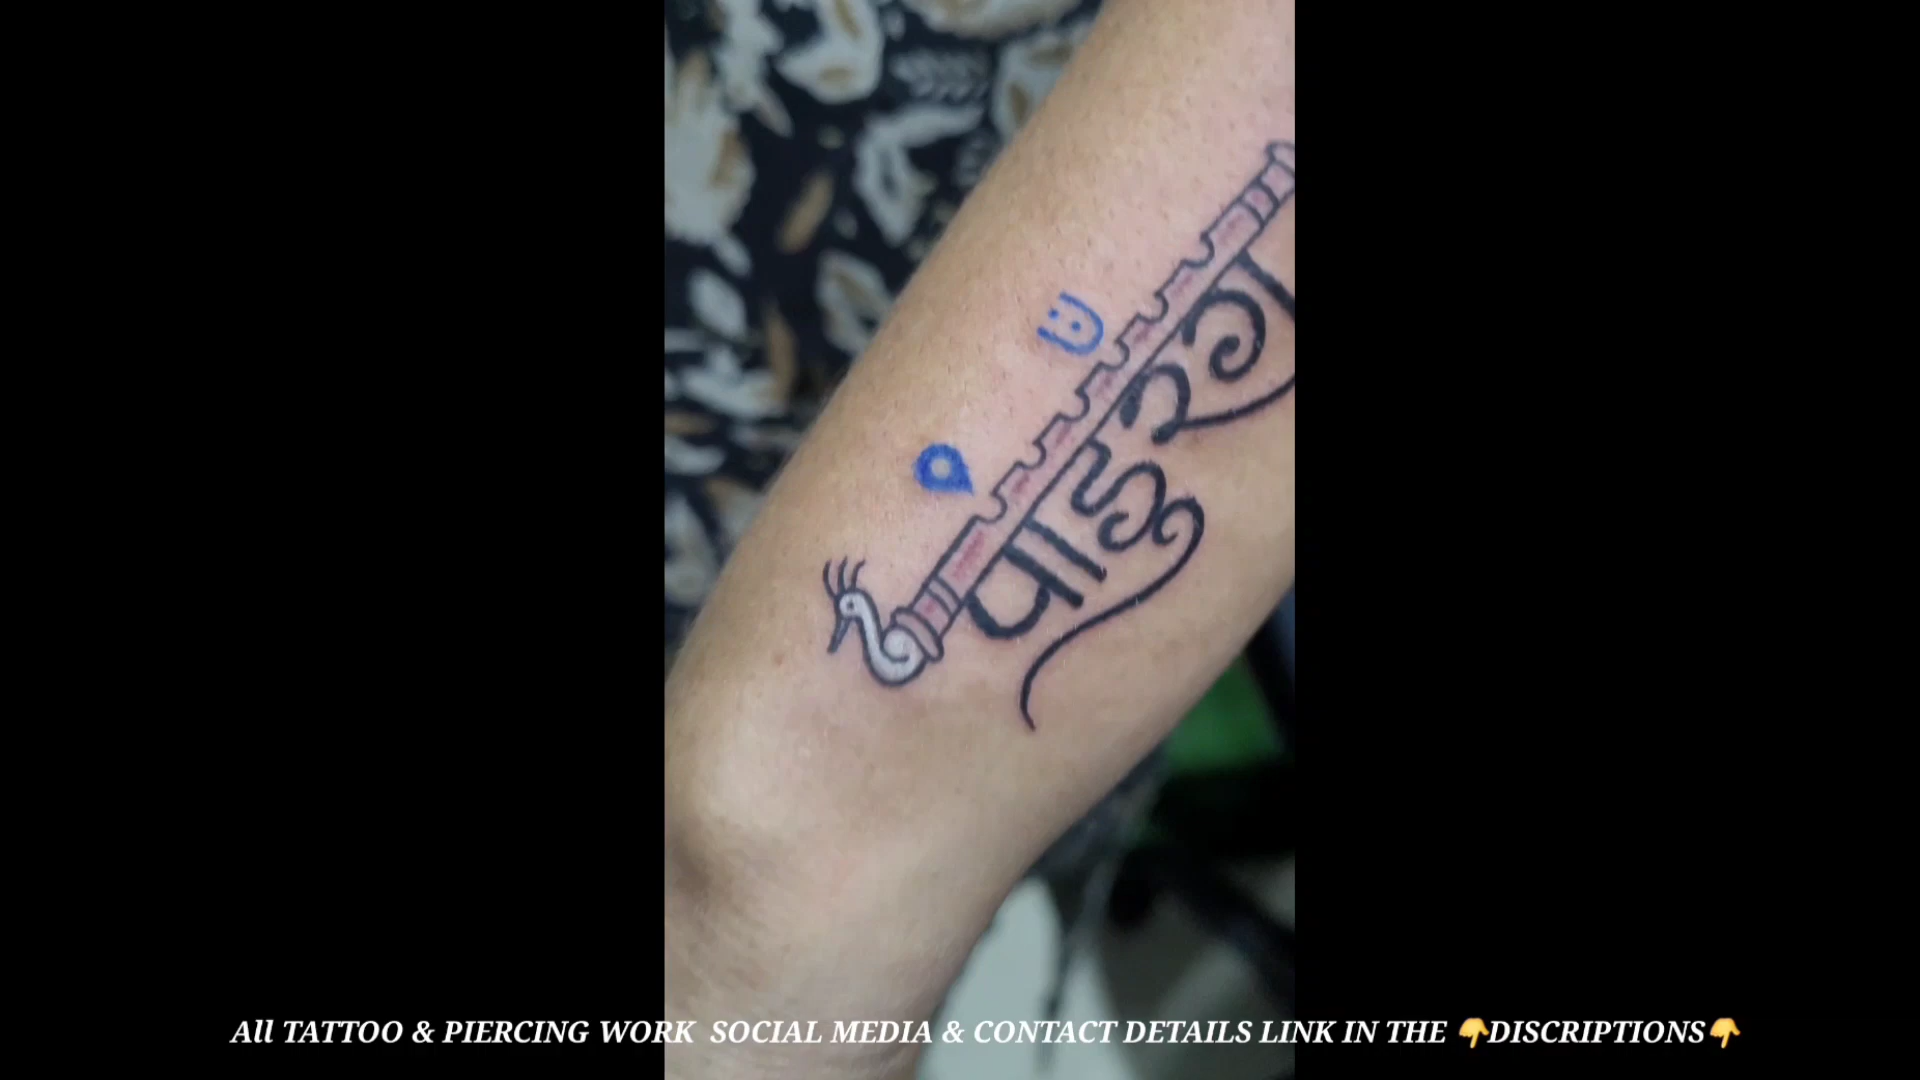 पांडुरंग
All TATTOO & PIERCING WORK SOCIAL MEDIA & CONTACT DETAILS LINK IN THE 👇DISCRIPTIONS👇